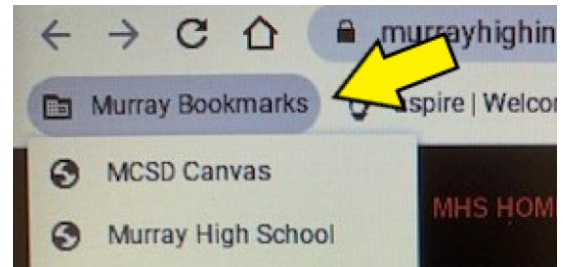 murrayhighin
Murray Bookmarks
spire | Welco
MCSD Canvas
MHS HOM
Murray High School